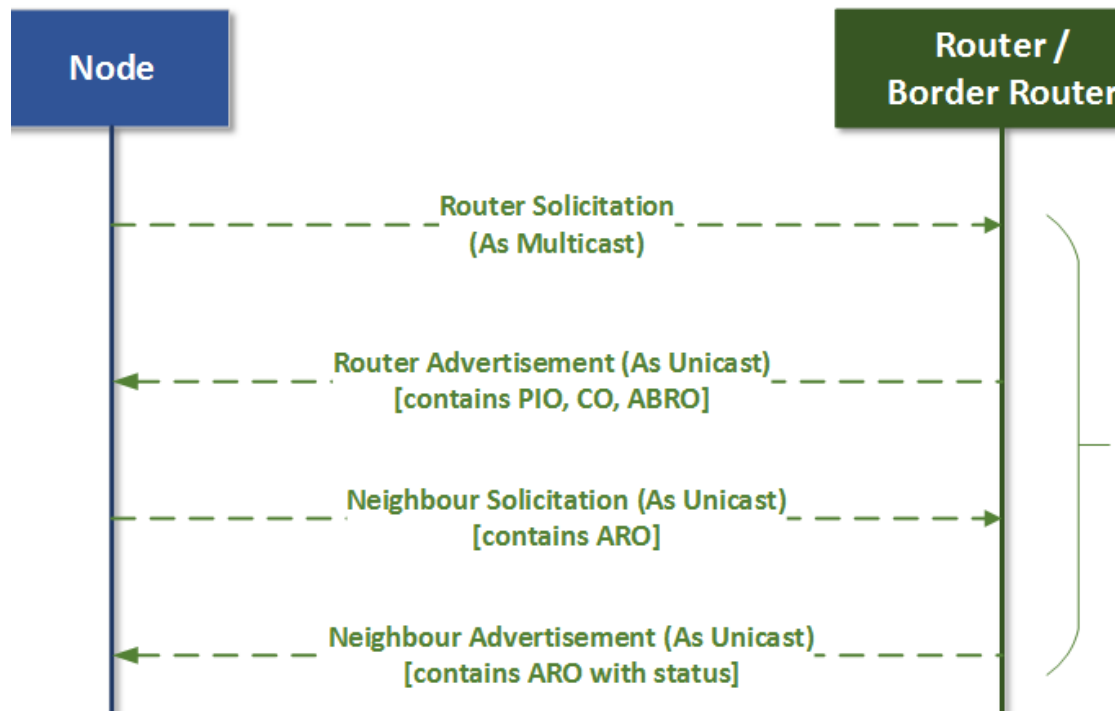 Node
Router /
Border Router
Router Solicitation
(As Multicast)
Router Advertisement (As Unicast)
[contains PIO, CO, ABRO]
Neighbour Solicitation (As Unicast)
[contains ARO]
Neighbour Advertisement (As Unicast)
[contains ARO with status]